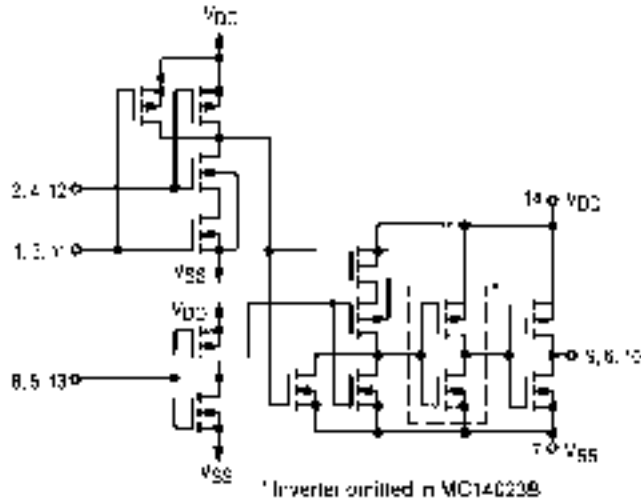 VDD
2, 4, 12
1, 3, 11
VSS
VDD
8, 5, 13
VSS
14 VDD
*
9, 6, 10
7 VSS
*Inverter omitted in MC14023B